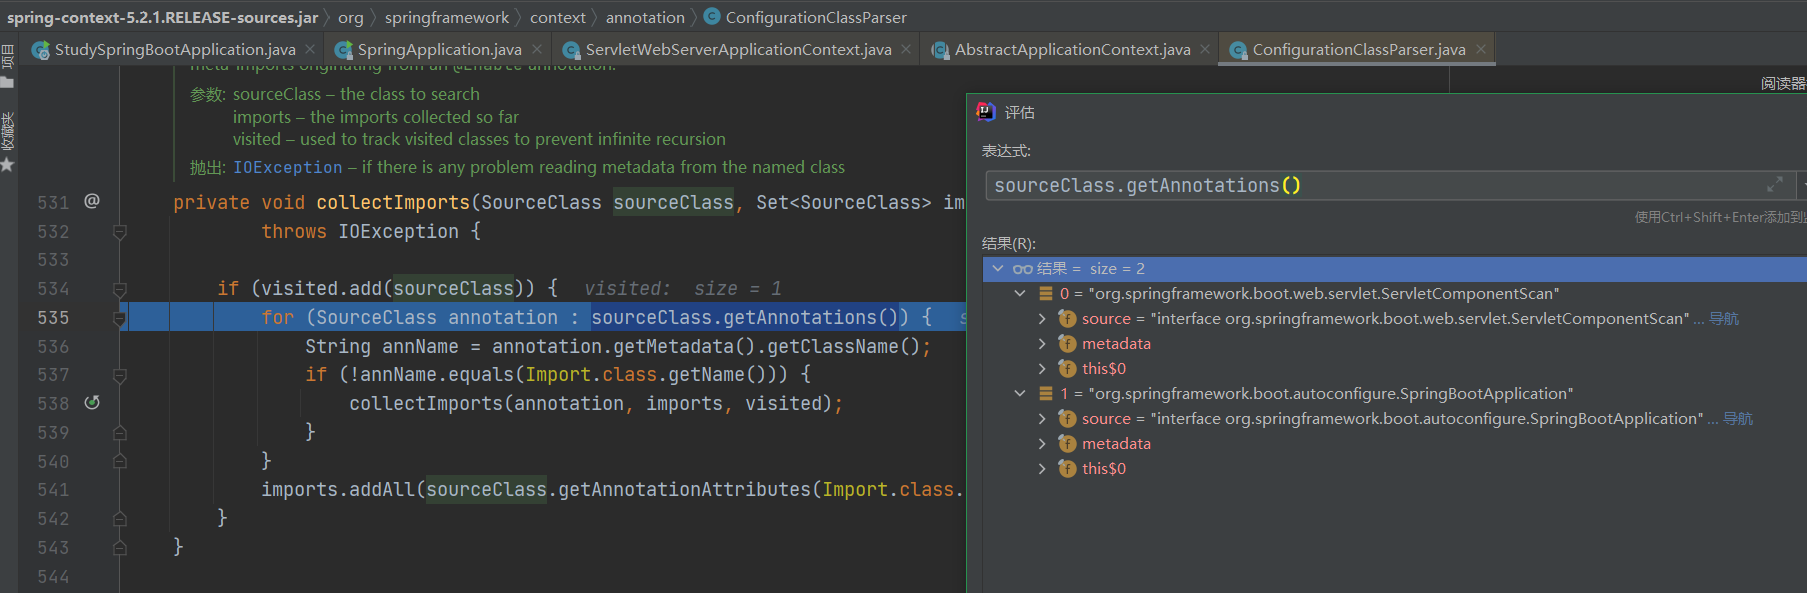 spring-context-5.2.1.RELEASE-sources.jar 〉 org 〉 springframework 〉 context 〉 annotation 〉 ConfigurationClassParser
StudySpringBootApplication.java × SpringApplication.java × ServletWebServerApplicationContext.java × AbstractApplicationContext.java × ConfigurationClassParser.java ×
项目
收藏夹
meta-imports originating from an @Enable annotation.
参数: sourceClass – the class to search
imports – the imports collected so far
visited – used to track visited classes to prevent infinite recursion
抛出: IOException – if there is any problem reading metadata from the named class
531 @ private void collectImports(SourceClass sourceClass, Set<SourceClass> im
532 throws IOException {
533
534 if (visited.add(sourceClass)) { visited: size = 1
535 for (SourceClass annotation : sourceClass.getAnnotations()) { s
536 String annName = annotation.getMetadata().getClassName();
537 if (!annName.equals(Import.class.getName())) {
538 collectImports(annotation, imports, visited);
539 }
540 }
541 imports.addAll(sourceClass.getAnnotationAttributes(Import.class.
542 }
543 }
544
阅读器
评估
表达式:
sourceClass.getAnnotations()
使用Ctrl+Shift+Enter添加到
结果(R):
结果 = size = 2
0 = "org.springframework.boot.web.servlet.ServletComponentScan"
source = "interface org.springframework.boot.web.servlet.ServletComponentScan" ... 导航
metadata
this$0
1 = "org.springframework.boot.autoconfigure.SpringBootApplication"
source = "interface org.springframework.boot.autoconfigure.SpringBootApplication" ... 导航
metadata
this$0